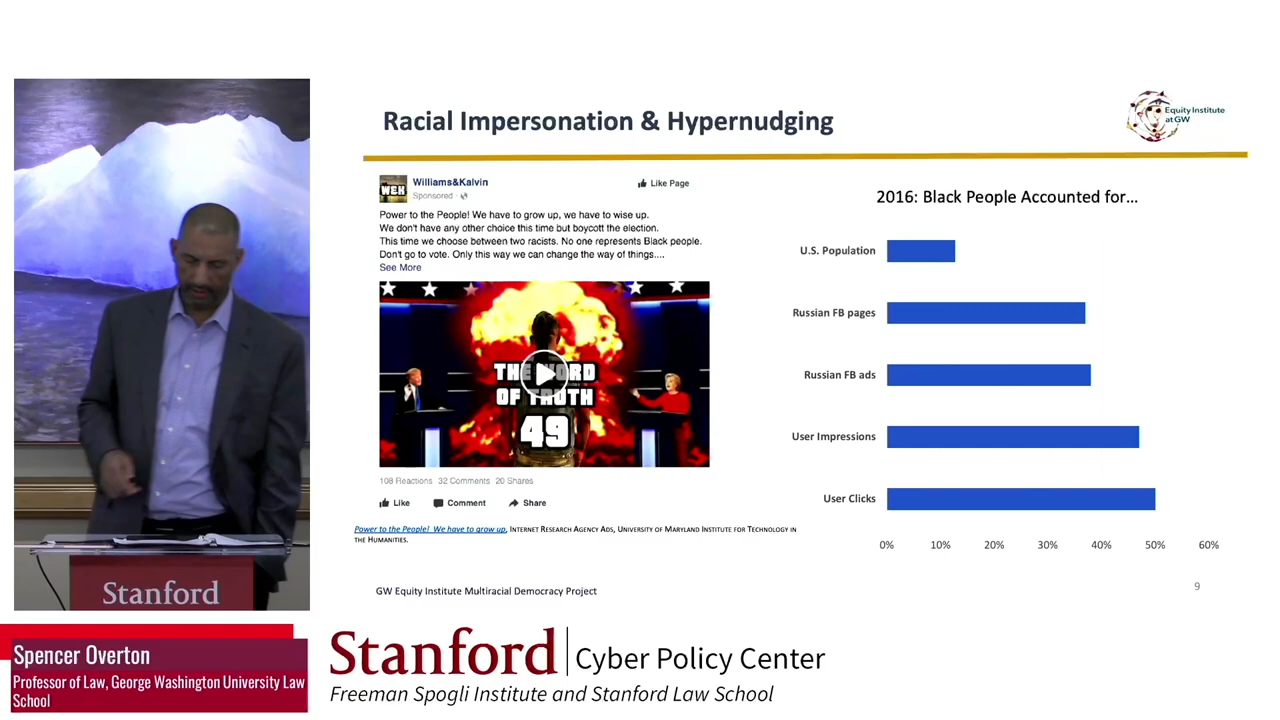 Racial Impersonation & Hypernudging
Equity Institute
at GW
WEK
Williams&Kalvin
Sponsored ·
Like Page
Power to the People! We have to grow up, we have to wise up.
We don't have any other choice this time but boycott the election.
This time we choose between two racists. No one represents Black people.
Don't go to vote. Only this way we can change the way of things....
See More
THE WORD
OF TRUTH
49
108 Reactions 32 Comments 20 Shares
Like Comment Share
Power to the People! We have to grow up, INTERNET RESEARCH AGENCY ADS, UNIVERSITY OF MARYLAND INSTITUTE FOR TECHNOLOGY IN
THE HUMANITIES.
2016: Black People Accounted for...
U.S. Population
Russian FB pages
Russian FB ads
User Impressions
User Clicks
0% 10% 20% 30% 40% 50% 60%
GW Equity Institute Multiracial Democracy Project
9
Stanford
Spencer Overton
Professor of Law, George Washington University Law
School
Stanford Cyber Policy Center
Freeman Spogli Institute and Stanford Law School